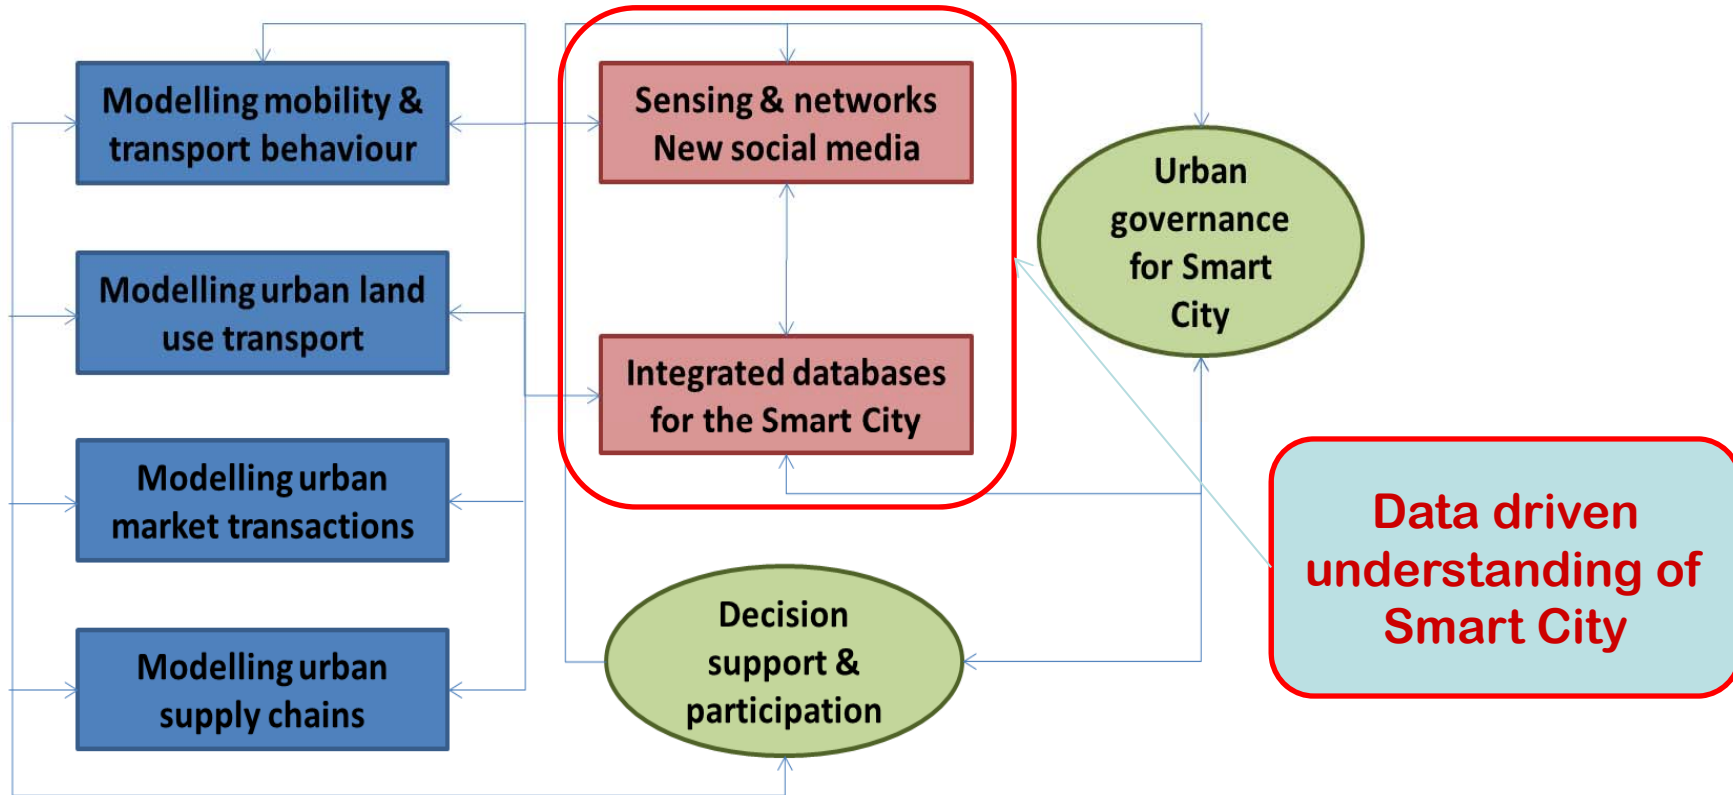 Modelling mobility &
transport behaviour
Sensing & networks
New social media
Urban
governance
for Smart
City
Modelling urban land
use transport
Integrated databases
for the Smart City
Modelling urban
market transactions
Data driven
understanding of
Smart City
Decision
support &
participation
Modelling urban
supply chains